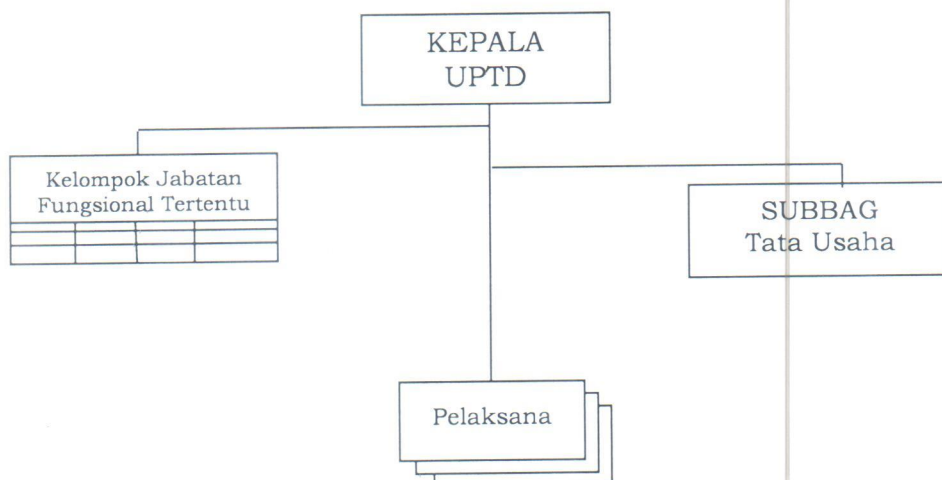 KEPALA
UPTD
Kelompok Jabatan
Fungsional Tertentu
SUBBAG
Tata Usaha
Pelaksana